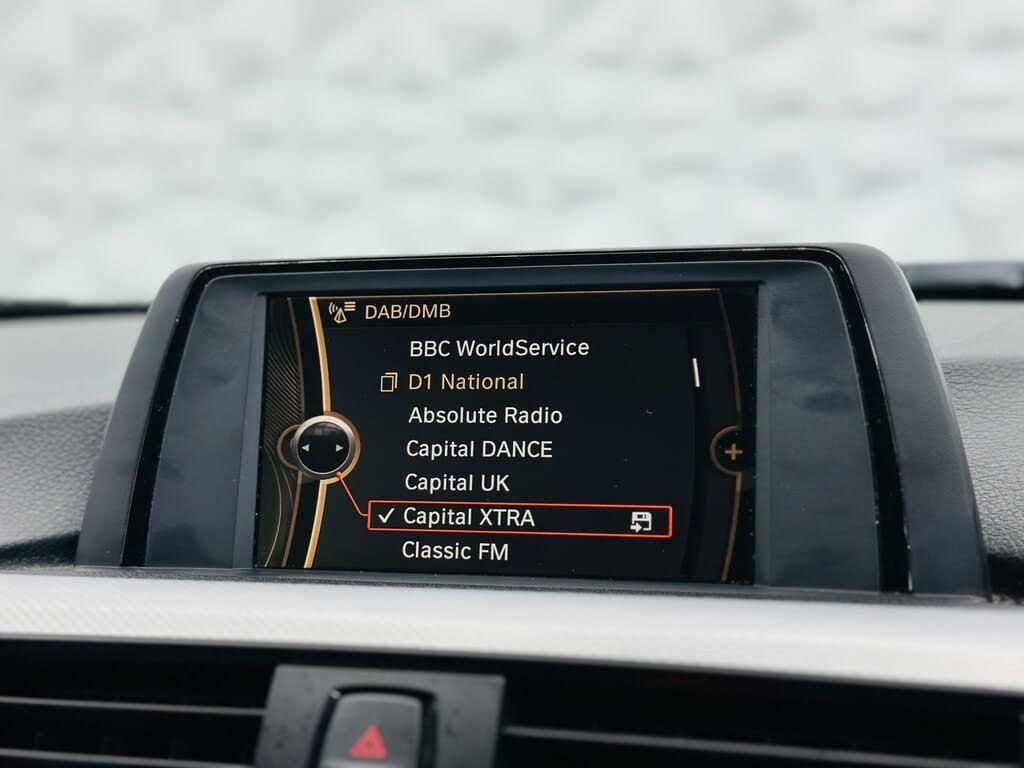 DAB/DMB
BBC WorldService
D1 National
Absolute Radio
Capital DANCE
Capital UK
Capital XTRA
Classic FM